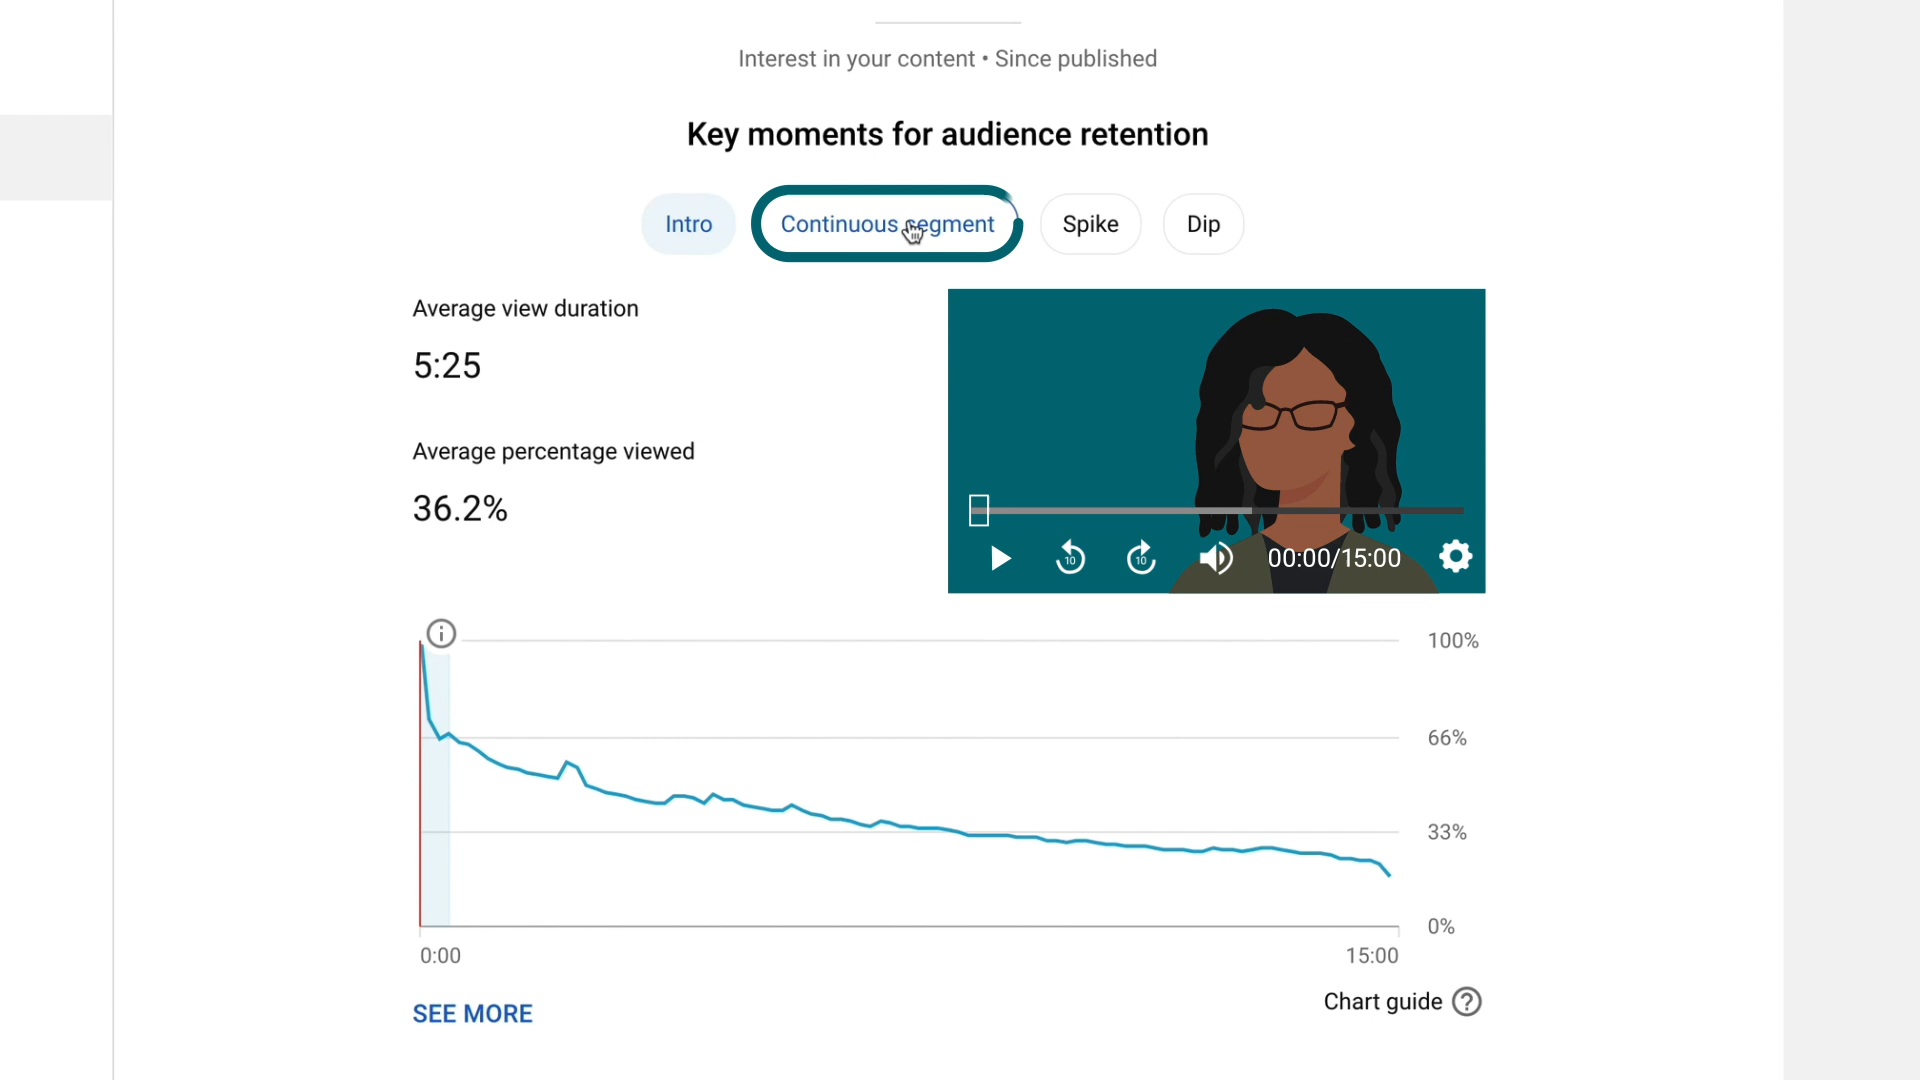 Interest in your content • Since published
Key moments for audience retention
Intro
Continuous segment
Spike
Dip
Average view duration
5:25
Average percentage viewed
36.2%
10
10
00:00/15:00
100%
66%
33%
0%
0:00
15:00
SEE MORE
Chart guide